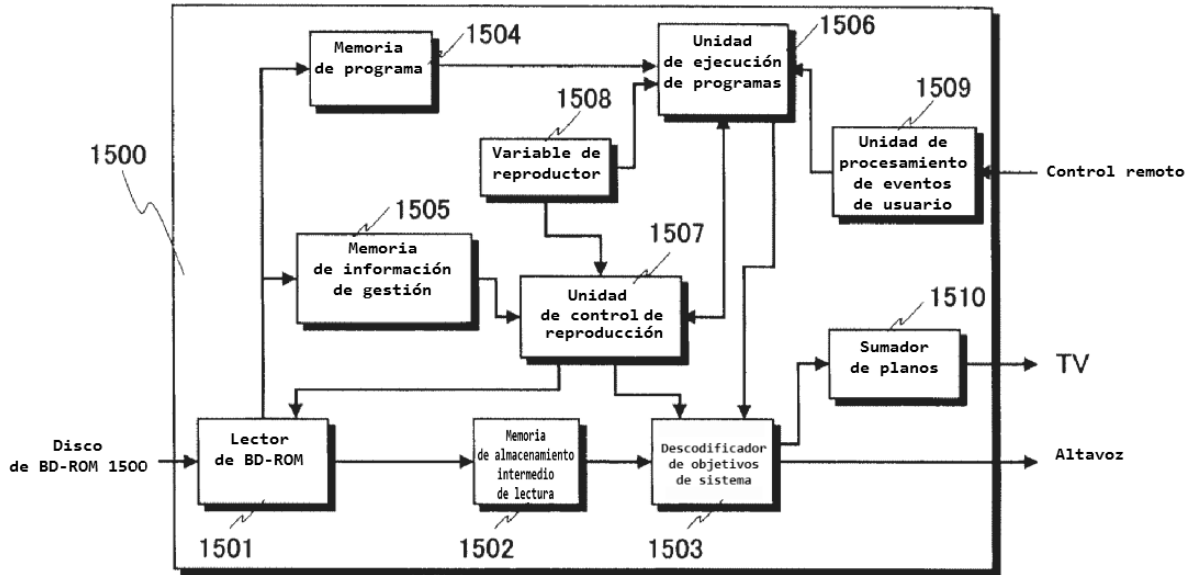 1504
Memoria
de programa
1506
Unidad
de ejecución
de programas
1508
Variable de
reproductor
1509
Unidad de
procesamiento
de eventos
de usuario
Control remoto
1500
1505
Memoria
de información
de gestión
1507
Unidad
de control de
reproducción
1510
Sumador
de planos
TV
Disco
de BD-ROM 1500
Lector
de BD-ROM
Memoria
de almacenamiento
intermedio
de lectura
Descodificador
de objetivos
de sistema
Altavoz
1501
1502
1503